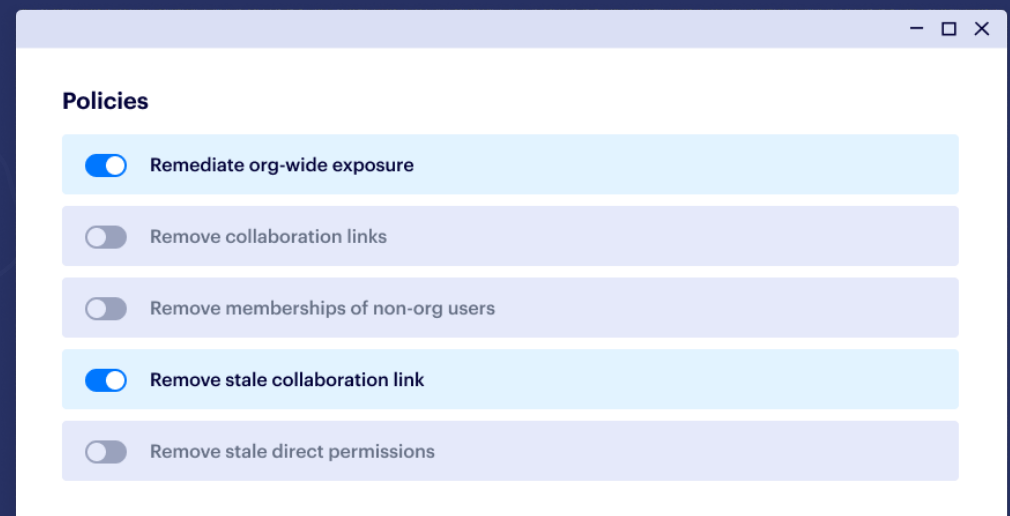 Policies
Remediate org-wide exposure
Remove collaboration links
Remove memberships of non-org users
Remove stale collaboration link
Remove stale direct permissions